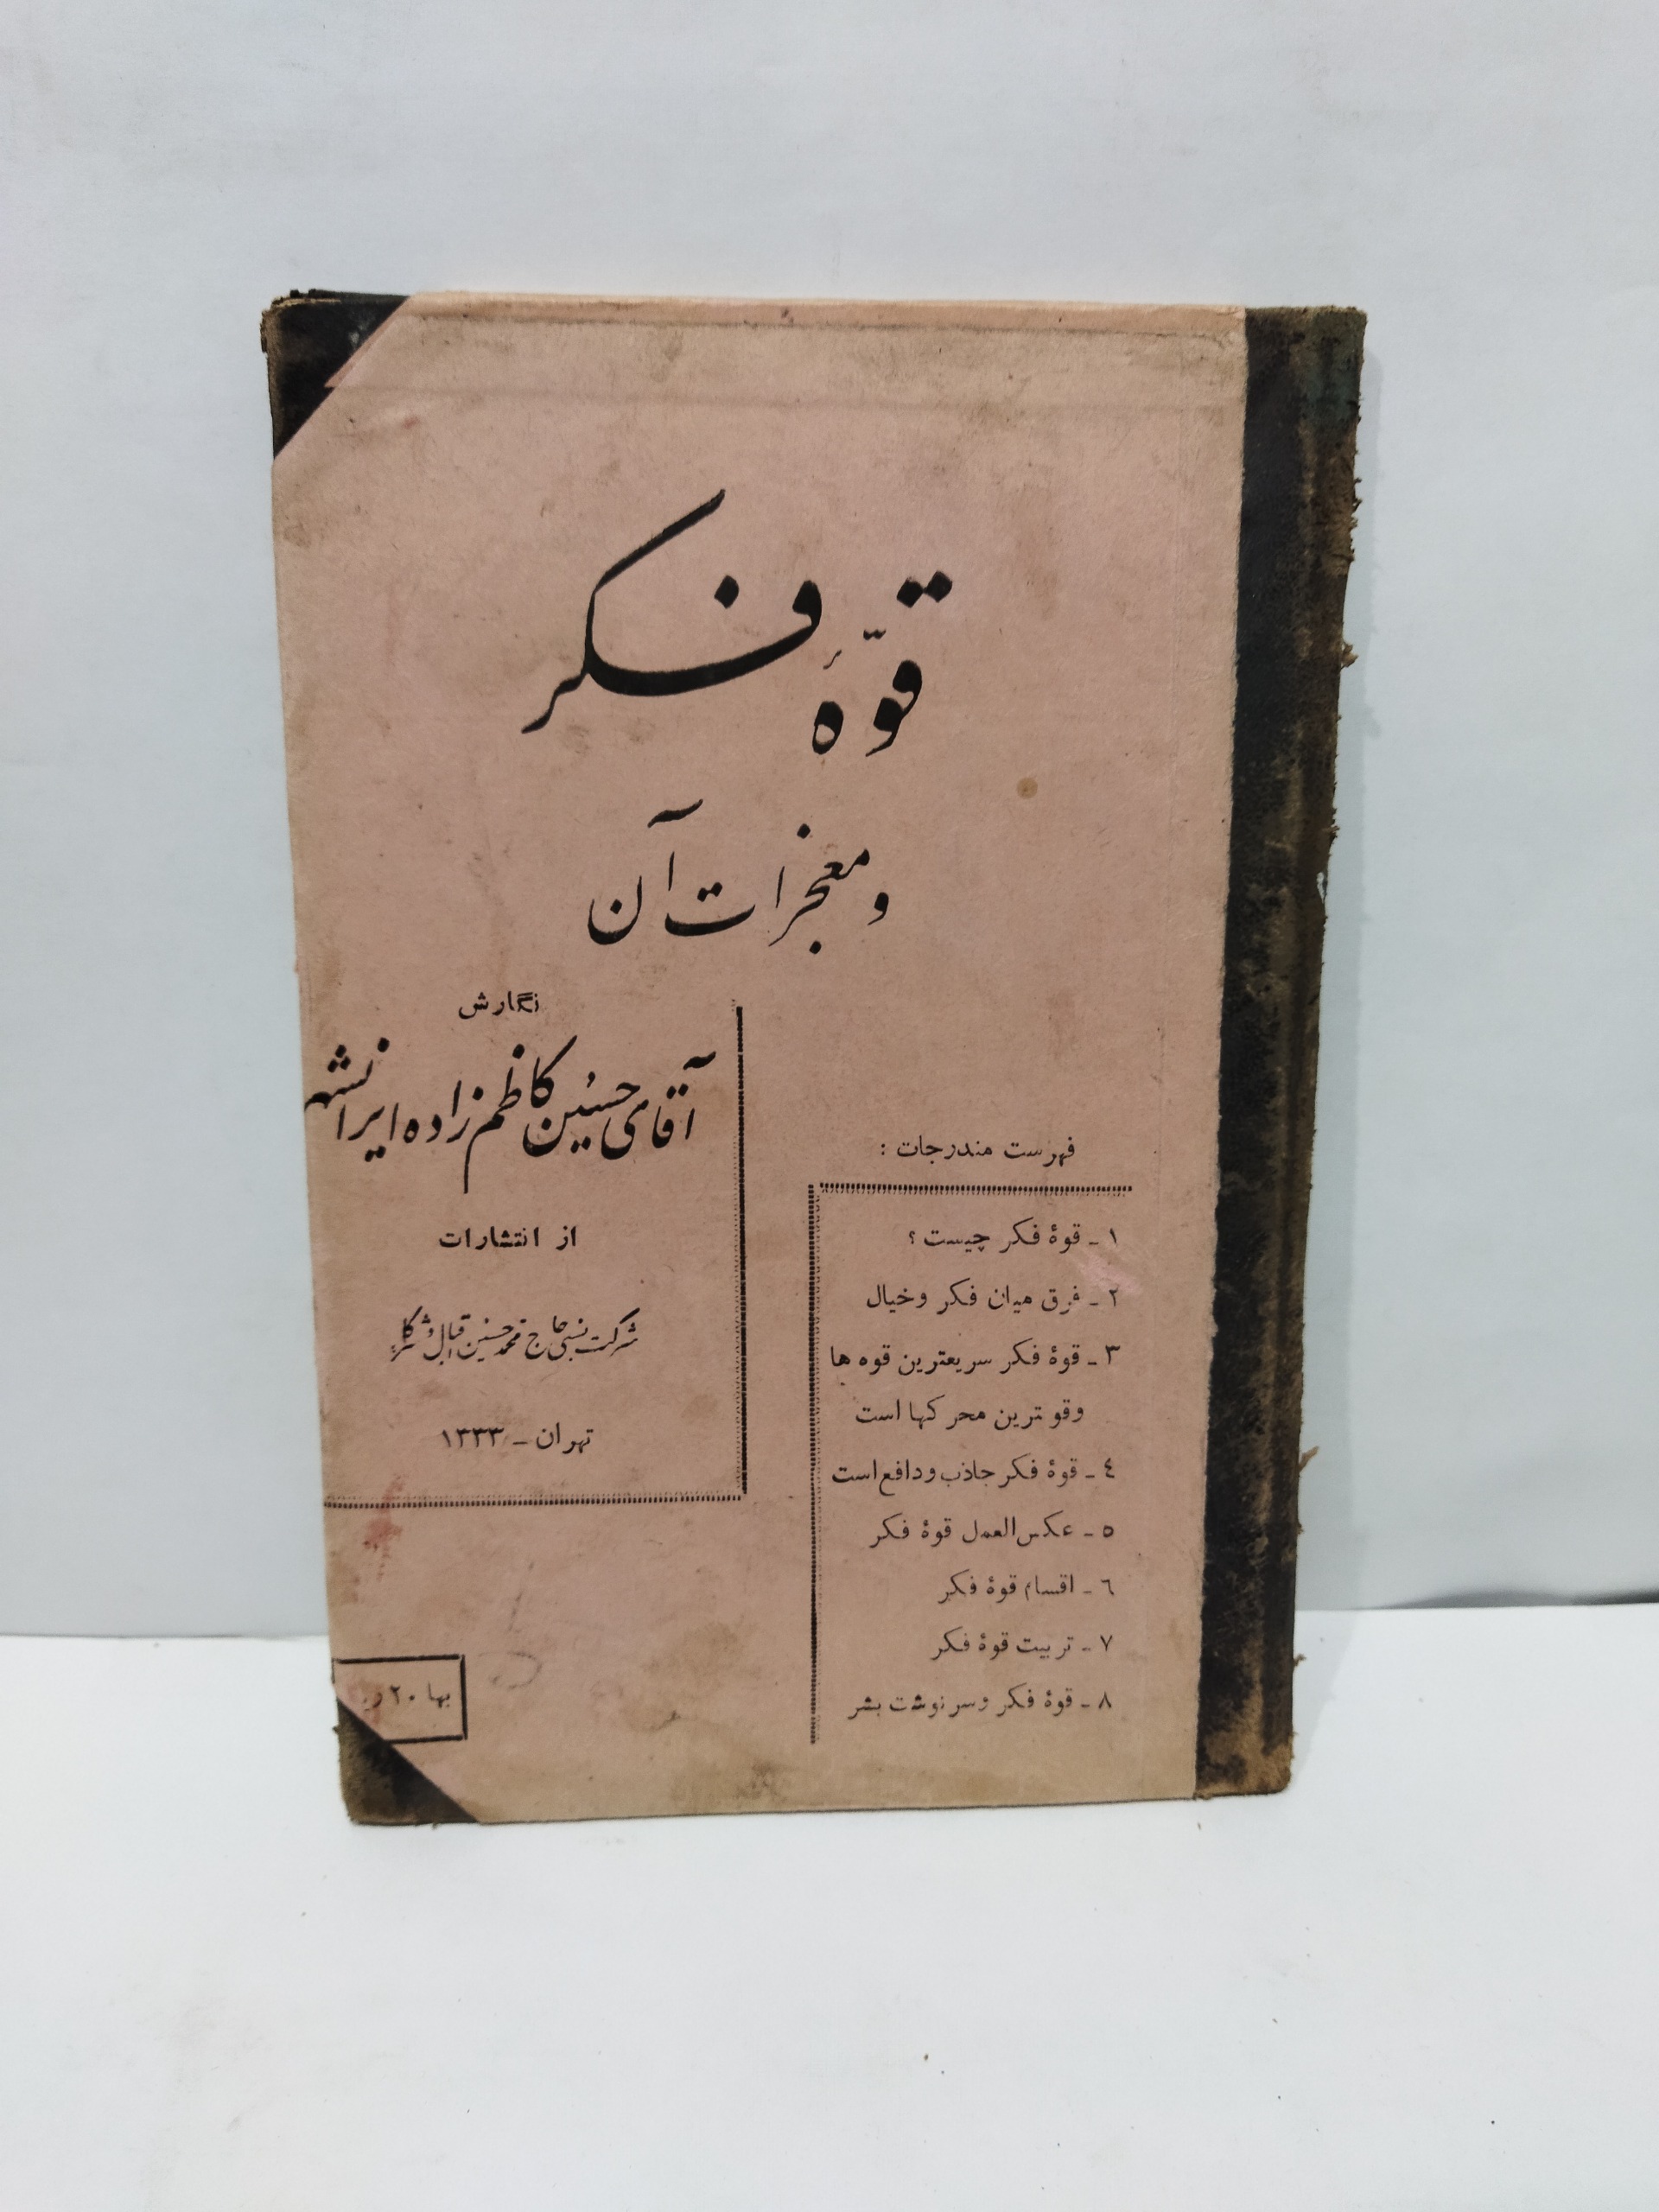 قوّهٔ فکر
و معجزات آن
نگارش
آقای حسین کاظم زاده ایرانشهر
از انتشارات
شرکت نسبی حاج محمد حسین اقبال و شرکاء
تهران - ۱۳۳۳
فهرست مندرجات :
۱ - قوهٔ فکر چیست ؟
۲ - فرق میان فکر و خیال
۳ - قوهٔ فکر سریعترین قوه ها
وقو ترین محرکها است
٤ - قوهٔ فکر جاذب و دافع است
٥ - عکس العمل قوهٔ فکر
٦ - اقسام قوهٔ فکر
۷ - تربیت قوهٔ فکر
۸ - قوهٔ فکر و سرنوشت بشر
بها ۲۰